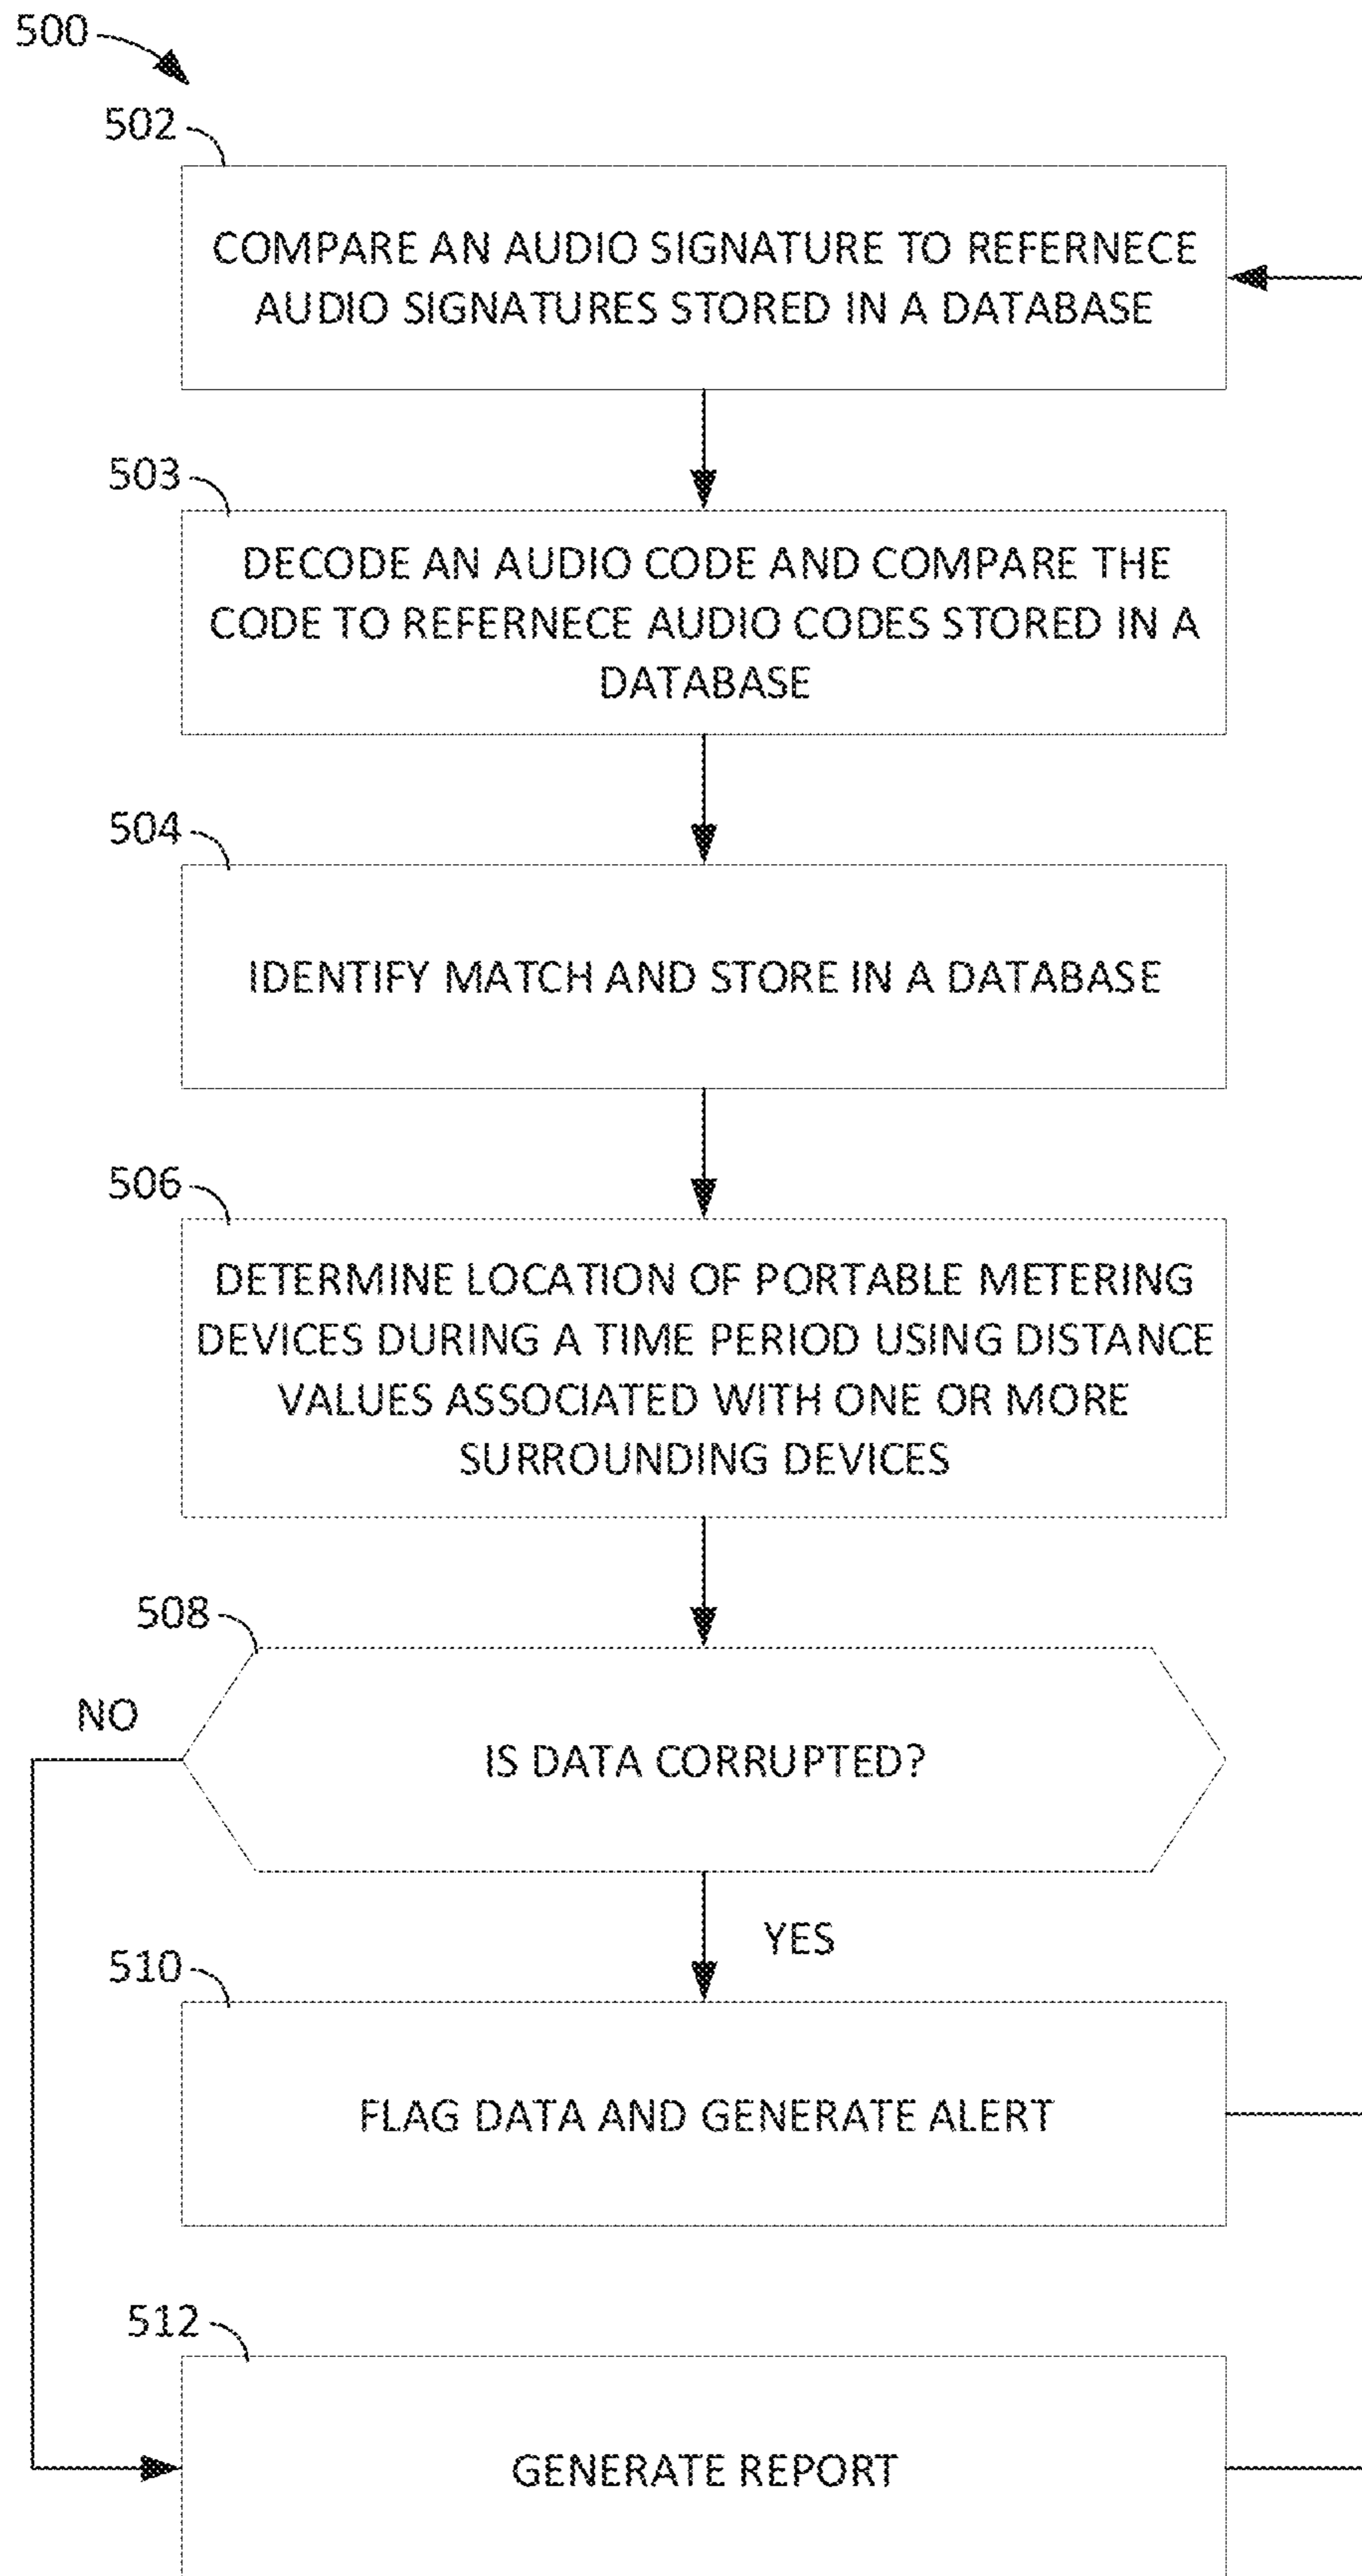 500
502
COMPARE AN AUDIO SIGNATURE TO REFERNECE
AUDIO SIGNATURES STORED IN A DATABASE
503
DECODE AN AUDIO CODE AND COMPARE THE
CODE TO REFERNECE AUDIO CODES STORED IN A
DATABASE
504
IDENTIFY MATCH AND STORE IN A DATABASE
506
DETERMINE LOCATION OF PORTABLE METERING
DEVICES DURING A TIME PERIOD USING DISTANCE
VALUES ASSOCIATED WITH ONE OR MORE
SURROUNDING DEVICES
508
NO
IS DATA CORRUPTED?
YES
510
FLAG DATA AND GENERATE ALERT
512
GENERATE REPORT